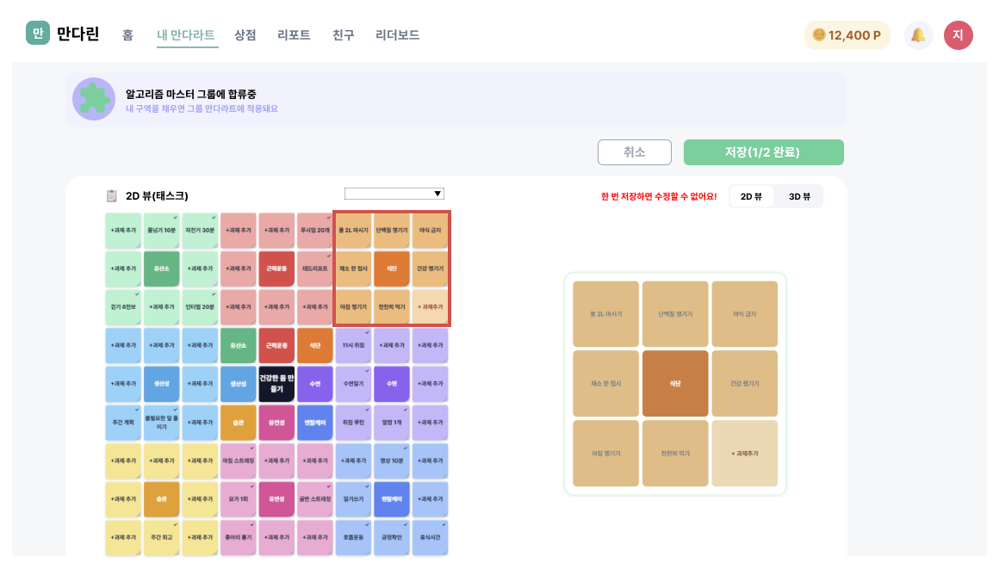 만 만다린 홈 내 만다라트 상점 리포트 친구 리더보드 12,400 P 지
알고리즘 마스터 그룹에 합류중
내 구역을 채우면 그룹 만다라트에 적용돼요
취소 저장(1/2 완료)
2D 뷰(태스크) 한 번 저장하면 수정할 수 없어요! 2D 뷰 3D 뷰
+과제 추가 줄넘기 10분 자전거 30분 +과제 추가 +과제 추가 푸시업 20개 물 2L 마시기 단백질 챙기기 야식 금지
+과제 추가 유산소 +과제 추가 +과제 추가 근력운동 데드리프트 채소 한 접시 식단 건강 챙기기
걷기 8천보 +과제 추가 인터벌 20분 +과제 추가 +과제 추가 +과제 추가 아침 챙기기 천천히 먹기 + 과제추가
+과제 추가 +과제 추가 +과제 추가 유산소 근력운동 식단 11시 취침 +과제 추가 +과제 추가
+과제 추가 생산성 +과제 추가 생산성 건강한 몸 만
들기 수면 수면일기 수면 +과제 추가
주간 계획 불필요한 일 줄
이기 +과제 추가 습관 유연성 멘탈케어 취침 루틴 알람 1개 +과제 추가
+과제 추가 +과제 추가 +과제 추가 아침 스트레칭 +과제 추가 +과제 추가 +과제 추가 명상 10분 +과제 추가
+과제 추가 습관 +과제 추가 요가 1회 유연성 골반 스트레칭 일기쓰기 멘탈케어 +과제 추가
+과제 추가 주간 회고 +과제 추가 종아리 풀기 +과제 추가 +과제 추가 호흡운동 긍정확언 휴식시간
물 2L 마시기 단백질 챙기기 야식 금지
채소 한 접시 식단 건강 챙기기
아침 챙기기 천천히 먹기 + 과제추가